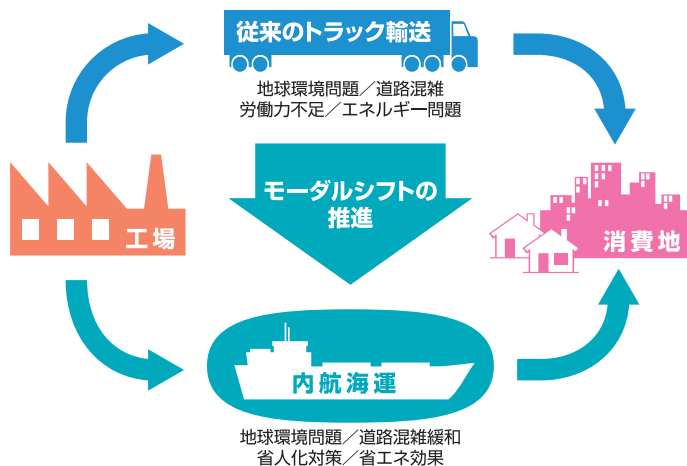 従来のトラック輸送
地球環境問題／道路混雑
労働力不足／エネルギー問題
モーダルシフトの
推進
工場
消費地
内航海運
地球環境問題／道路混雑緩和
省人化対策／省エネ効果